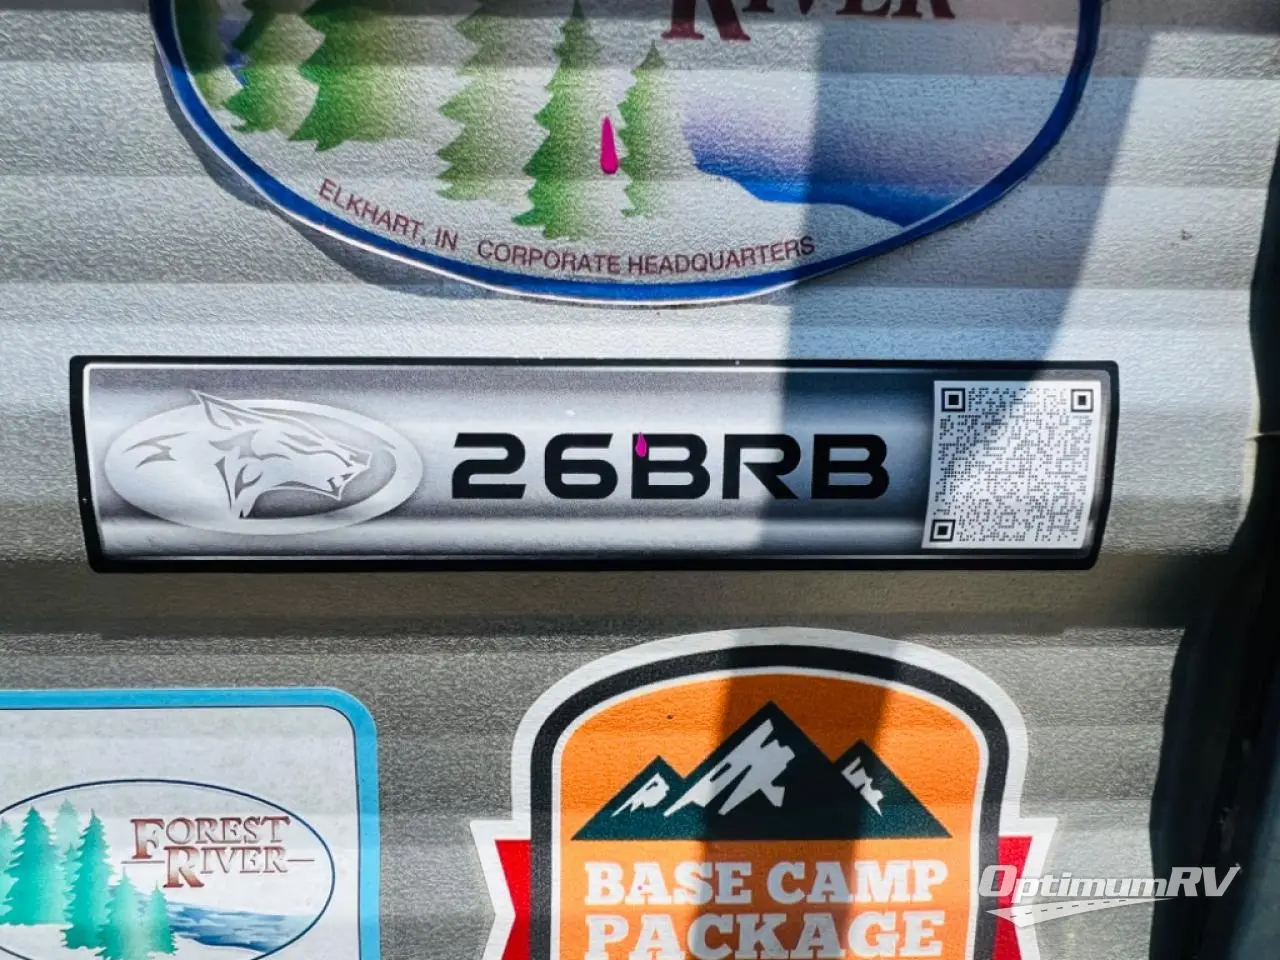 RIVER
ELKHART, IN CORPORATE HEADQUARTERS
26BRB
FOREST
RIVER
BASE CAMP
PACKAGE
OptimumRV